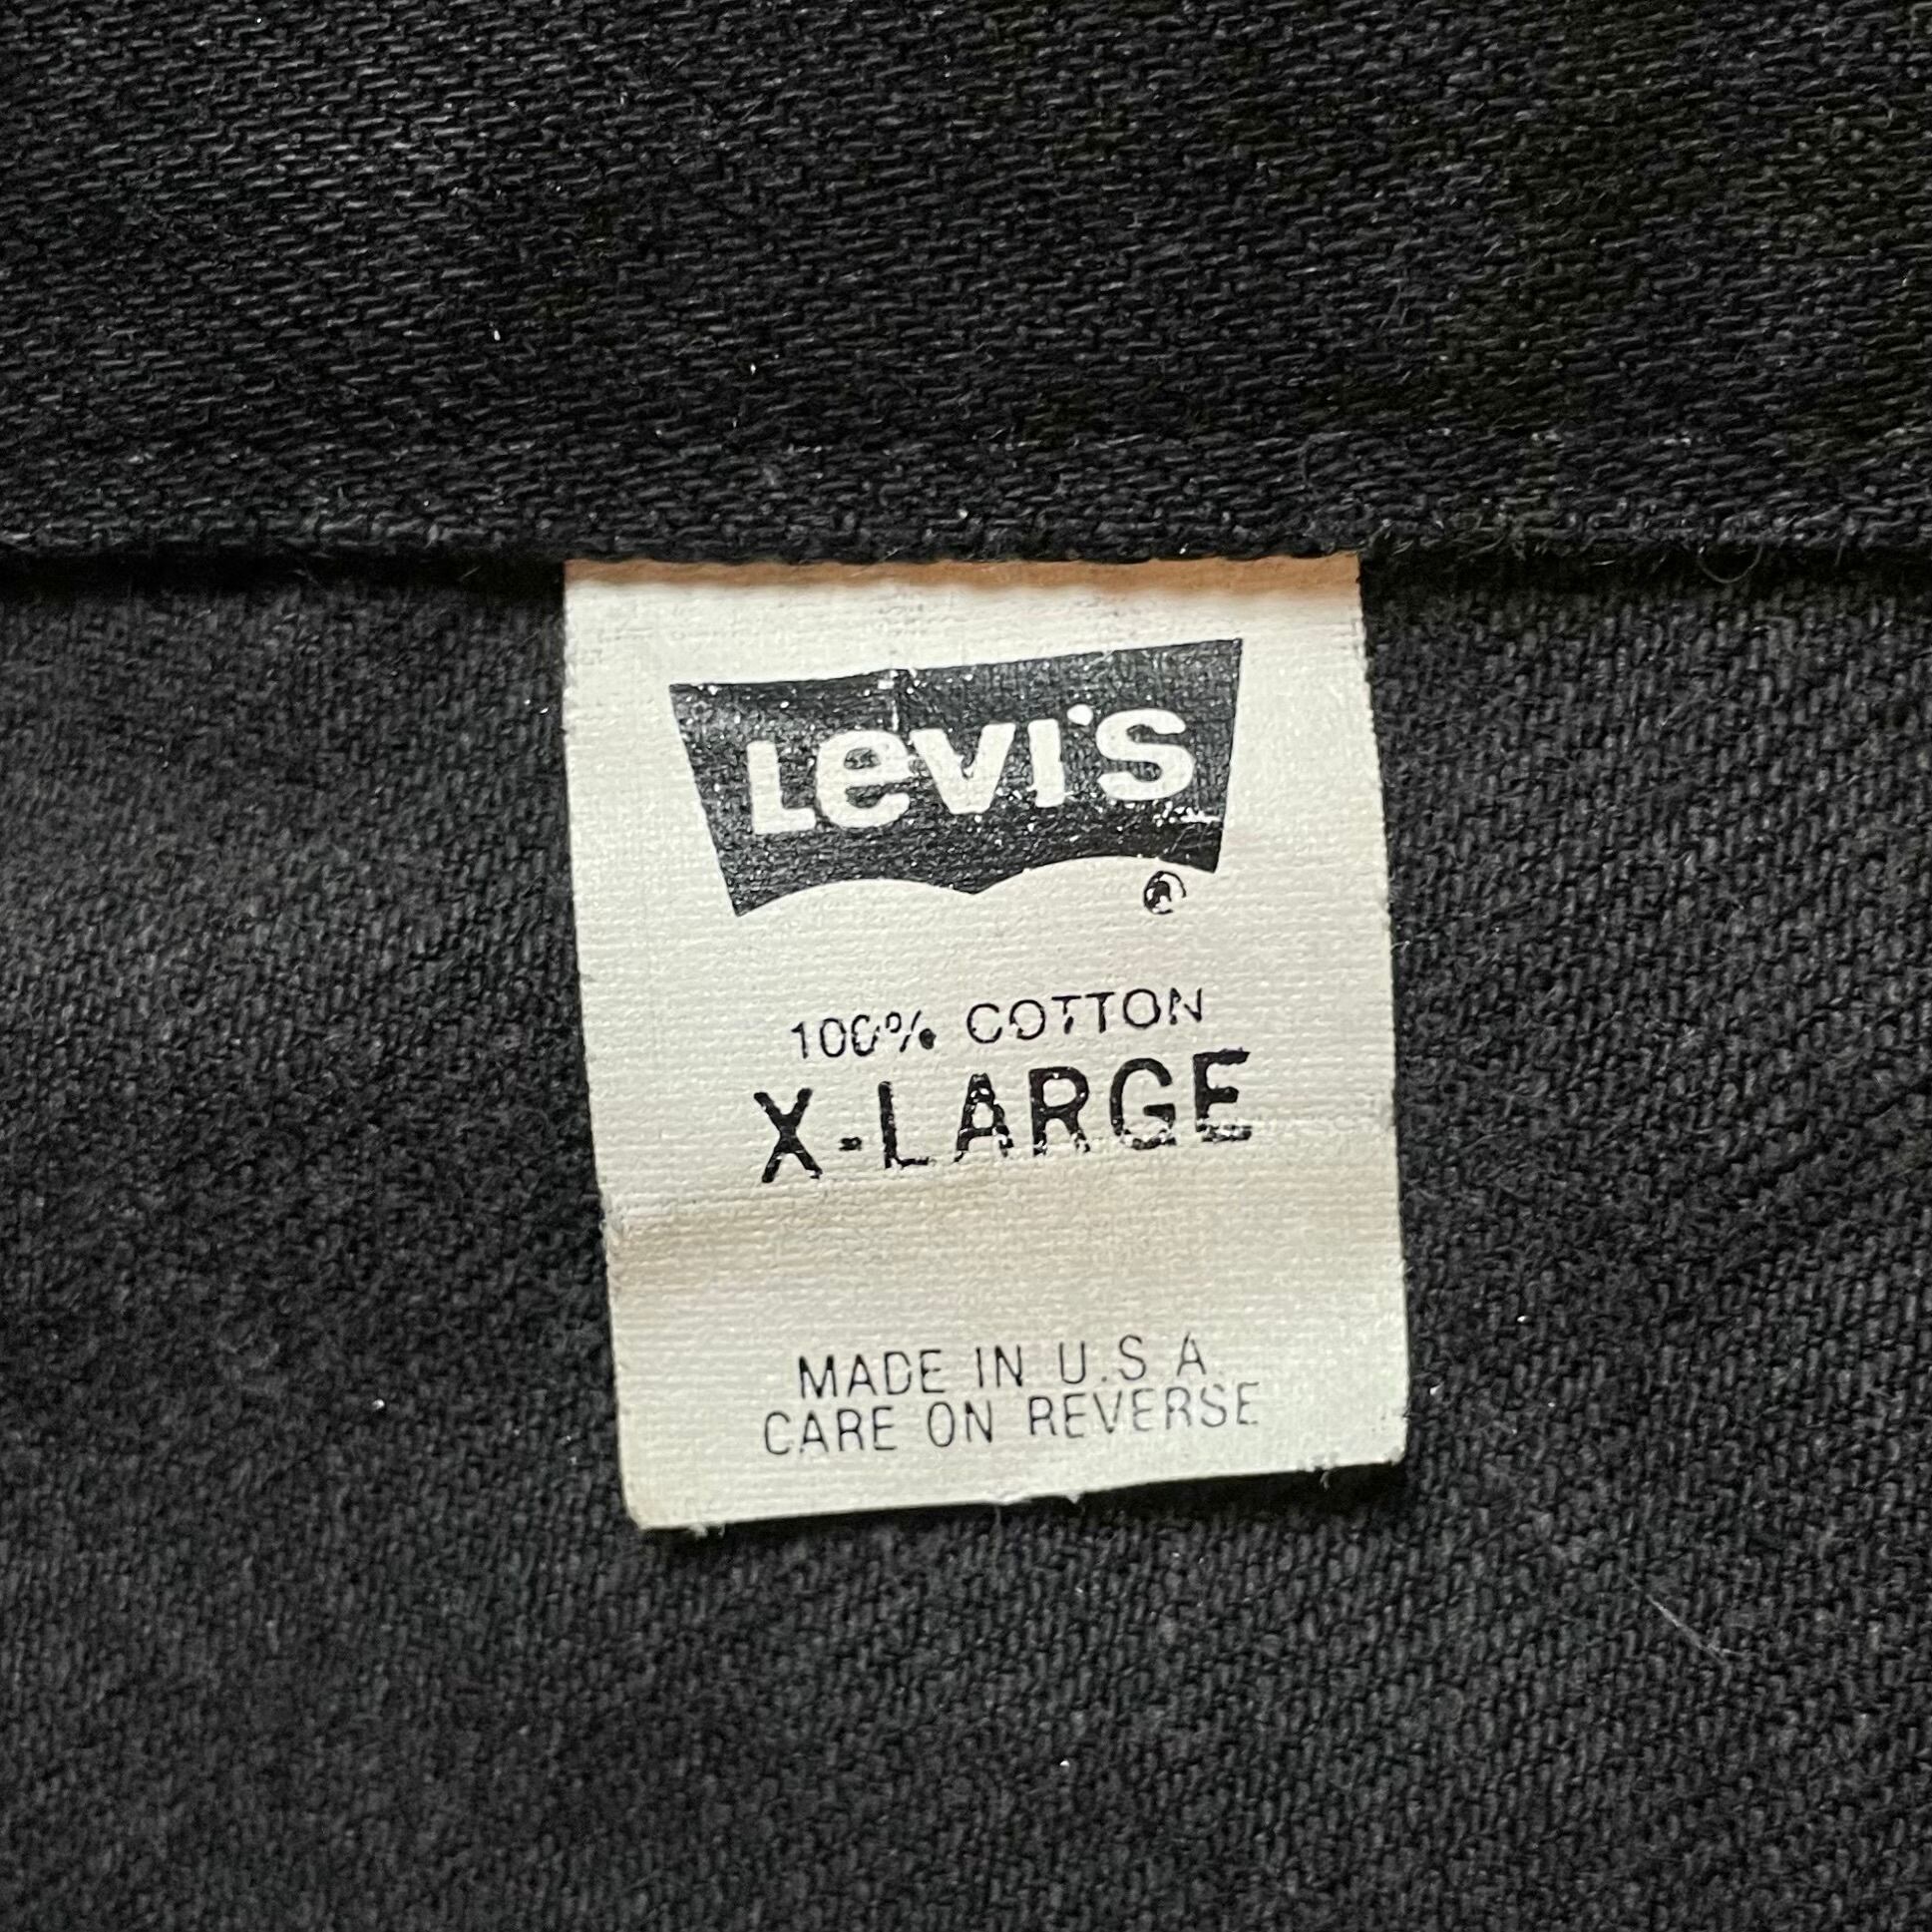 Levi's
®
100% COTTON
X-LARGE
MADE IN U.S.A.
CARE ON REVERSE